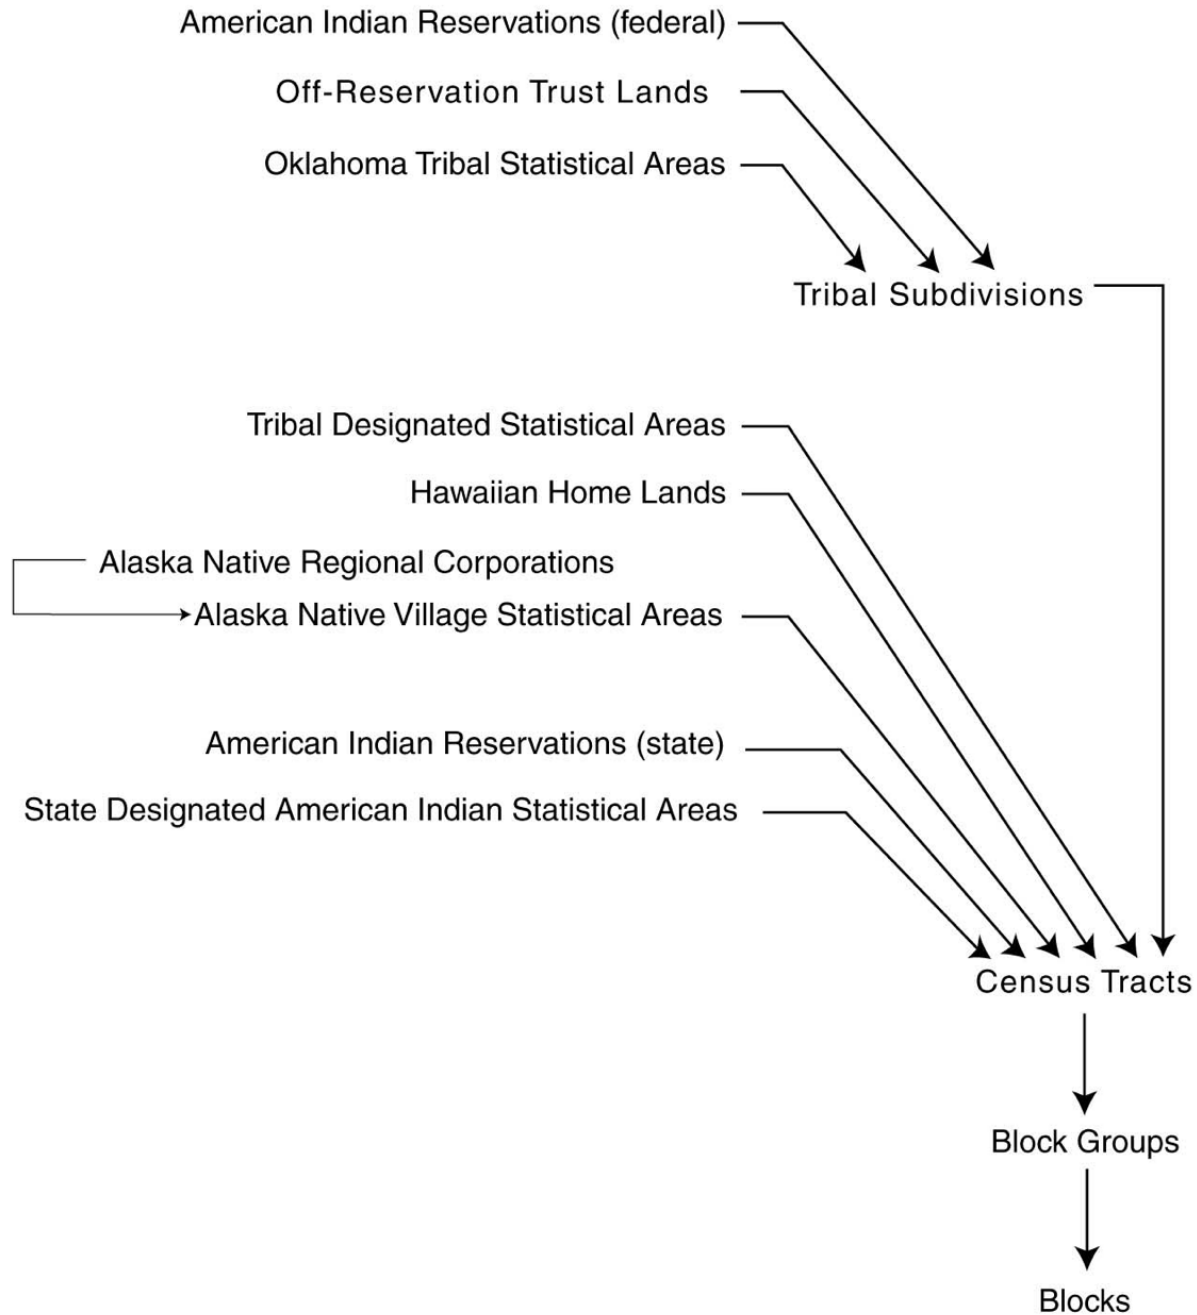 American Indian Reservations (federal)
Off-Reservation Trust Lands
Oklahoma Tribal Statistical Areas
Tribal Subdivisions
Tribal Designated Statistical Areas
Hawaiian Home Lands
Alaska Native Regional Corporations
Alaska Native Village Statistical Areas
American Indian Reservations (state)
State Designated American Indian Statistical Areas
Census Tracts
Block Groups
Blocks